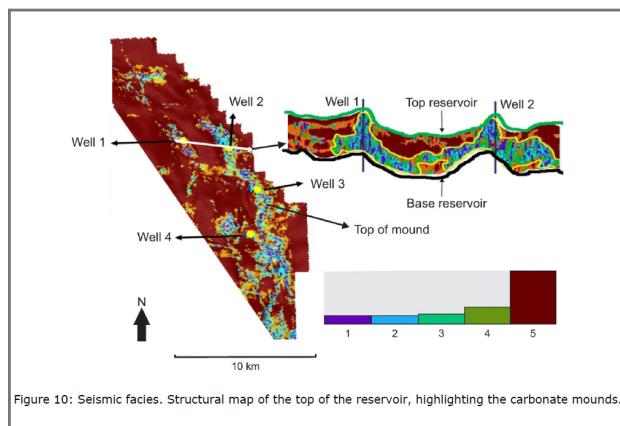 Well 2
Well 1
Top reservoir
Well 2
Well 1
Well 3
Base reservoir
Top of mound
Well 4
N
1 2 3 4 5
10 km
Figure 10: Seismic facies. Structural map of the top of the reservoir, highlighting the carbonate mounds.